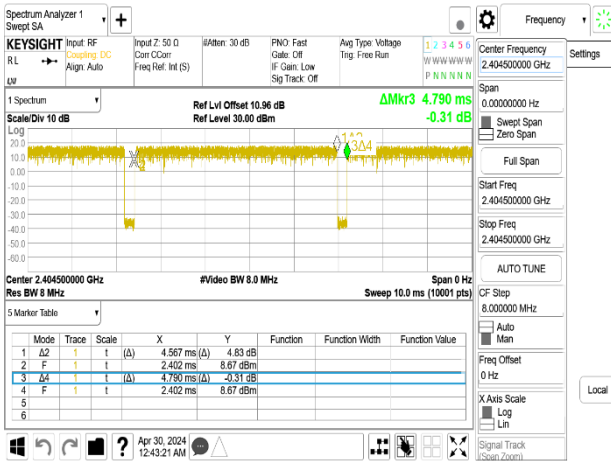 Spectrum Analyzer 1
Swept SA
+
Frequency
Settings
KEYSIGHT
RL
Input: RF
Coupling: DC
Align: Auto
Input Z: 50 Ω
Corr CCorr
Freq Ref: Int (S)
#Atten: 30 dB
PNO: Fast
Gate: Off
IF Gain: Low
Sig Track: Off
Avg Type: Voltage
Trig: Free Run
1 2 3 4 5 6
W W W W W W
P N N N N N
1 Spectrum
Scale/Div 10 dB
Log
Ref Lvl Offset 10.96 dB
Ref Level 30.00 dBm
ΔMkr3 4.790 ms
-0.31 dB
20.0
10.0
0.00
-10.0
-20.0
-30.0
-40.0
-50.0
-60.0
3Δ4
Center 2.404500000 GHz
Res BW 8 MHz
#Video BW 8.0 MHz
Span 0 Hz
Sweep 10.0 ms (10001 pts)
5 Marker Table
Mode Trace Scale X Y Function Function Width Function Value
1 Δ2 1 t (Δ) 4.567 ms (Δ) 4.83 dB
2 F 1 t 2.402 ms 8.67 dBm
3 Δ4 1 t (Δ) 4.790 ms (Δ) -0.31 dB
4 F 1 t 2.402 ms 8.67 dBm
5
6
Apr 30, 2024
12:43:21 AM
?
Center Frequency
2.404500000 GHz
Span
0.00000000 Hz
Swept Span
Zero Span
Full Span
Start Freq
2.404500000 GHz
Stop Freq
2.404500000 GHz
AUTO TUNE
CF Step
8.000000 MHz
Auto
Man
Freq Offset
0 Hz
X Axis Scale
Log
Lin
Signal Track
(Span Zoom)
Local